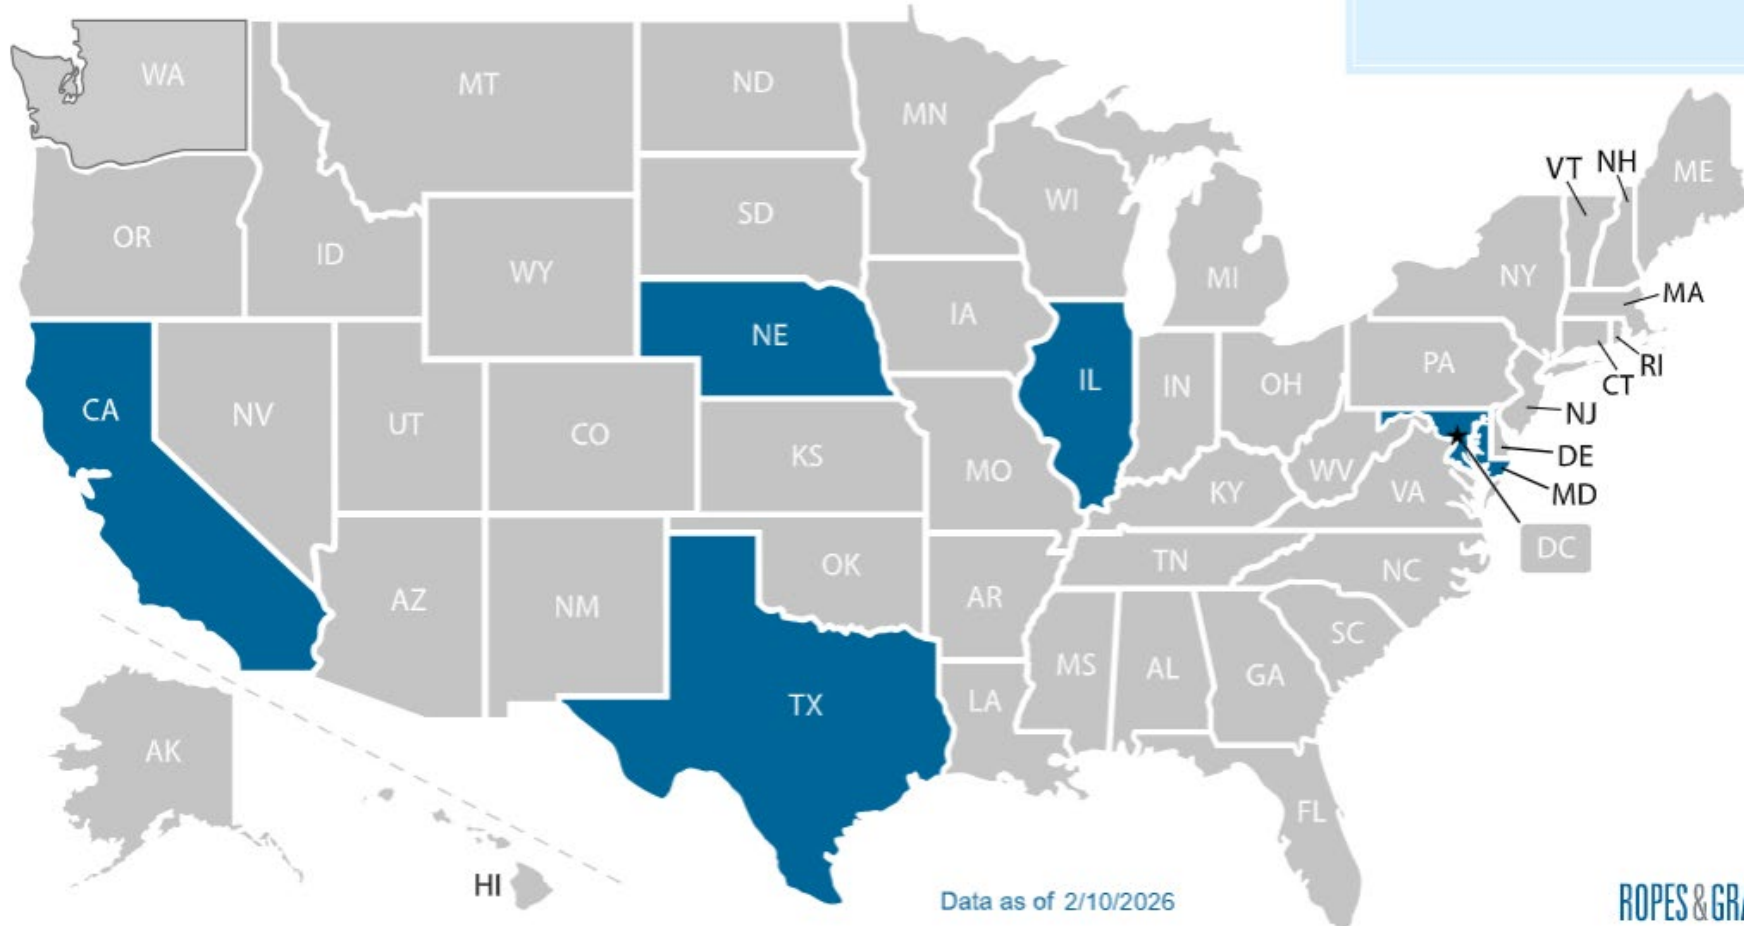 WA
MT
ND
MN
VT
NH
ME
OR
ID
WY
SD
WI
MI
NY
MA
CA
NV
UT
CO
NE
KS
IA
MO
IL
IN
OH
PA
RI
CT
NJ
DE
MD
WV
VA
KY
DC
AZ
NM
OK
AR
TN
NC
SC
TX
LA
MS
AL
GA
AK
FL
HI
Data as of 2/10/2026
ROPES & GRA